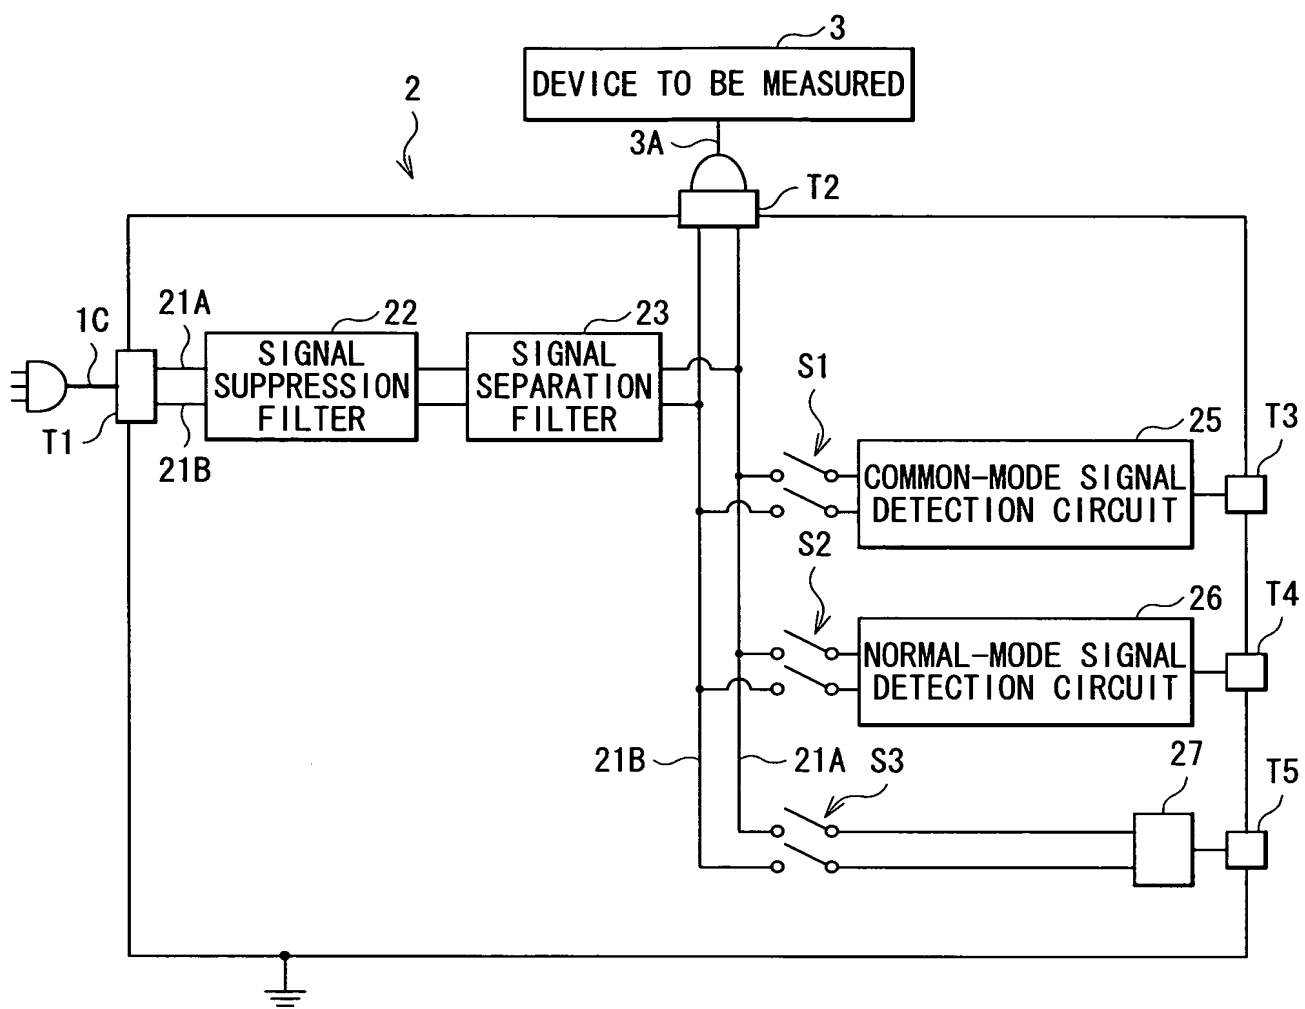 3
DEVICE TO BE MEASURED
2
3A
T2
1C
21A
22
23
SIGNAL
SUPPRESSION
FILTER
SIGNAL
SEPARATION
FILTER
T1
21B
S1
25
T3
COMMON-MODE SIGNAL
DETECTION CIRCUIT
S2
26
T4
NORMAL-MODE SIGNAL
DETECTION CIRCUIT
21B
21A
S3
27
T5